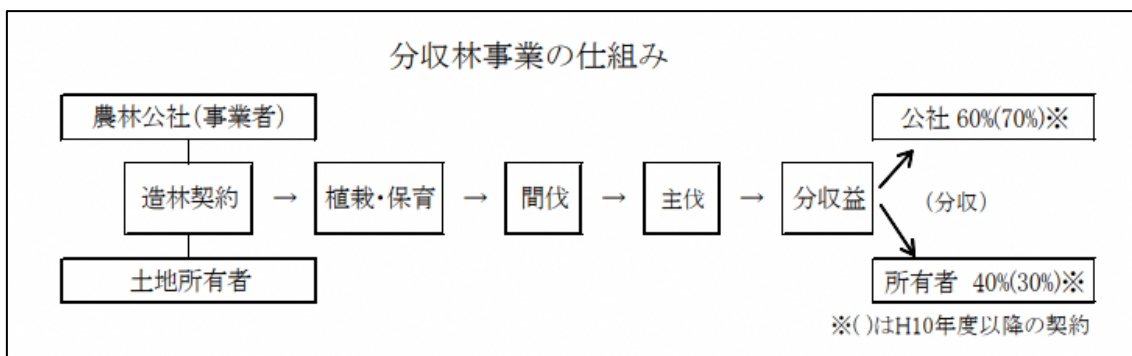 分収林事業の仕組み
農林公社(事業者)
公社 60%(70%)※
造林契約 → 植栽・保育 → 間伐 → 主伐 → 分収益
(分収)
土地所有者
所有者 40%(30%)※
※( )はH10年度以降の契約